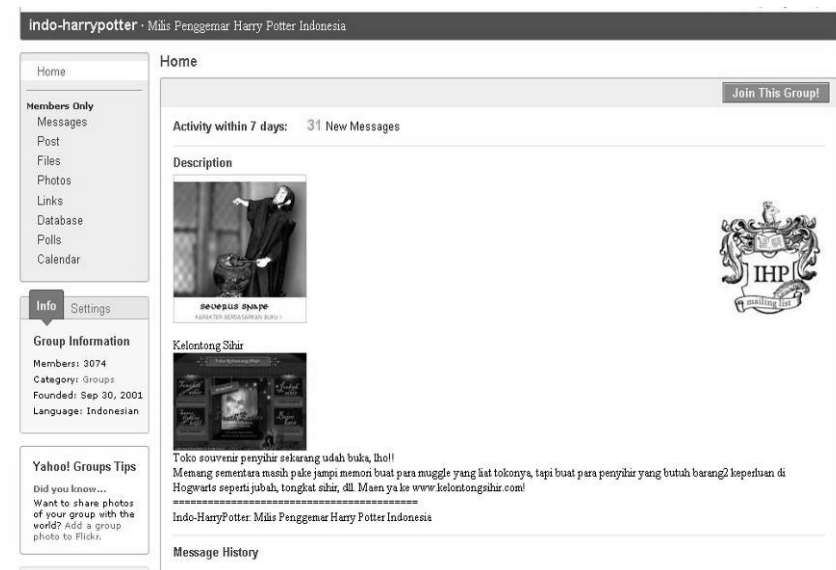 indo-harrypotter · Milis Penggemar Harry Potter Indonesia
Home
Members Only
Messages
Post
Files
Photos
Links
Database
Polls
Calendar
Info Settings
Group Information
Members: 3074
Category: Groups
Founded: Sep 30, 2001
Language: Indonesian
Yahoo! Groups Tips
Did you know...
Want to share photos
of your group with the
world? Add a group
photo to Flickr.
Home
Join This Group!
Activity within 7 days: 31 New Messages
Description
severus snape
KARAKTER BERDASARKAN BUKU 1
IHP
mailing list
Kelontong Sihir
Toko souvenir penyihir sekarang udah buka, lho!!
Memang sementara masih pake jampi memori buat para muggle yang liat tokonya, tapi buat para penyihir yang butuh barang2 keperluan di
Hogwarts seperti jubah, tongkat sihir, dll. Maen ya ke www.kelontongsihir.com!
==========================================
Indo-HarryPotter: Milis Penggemar Harry Potter Indonesia
Message History